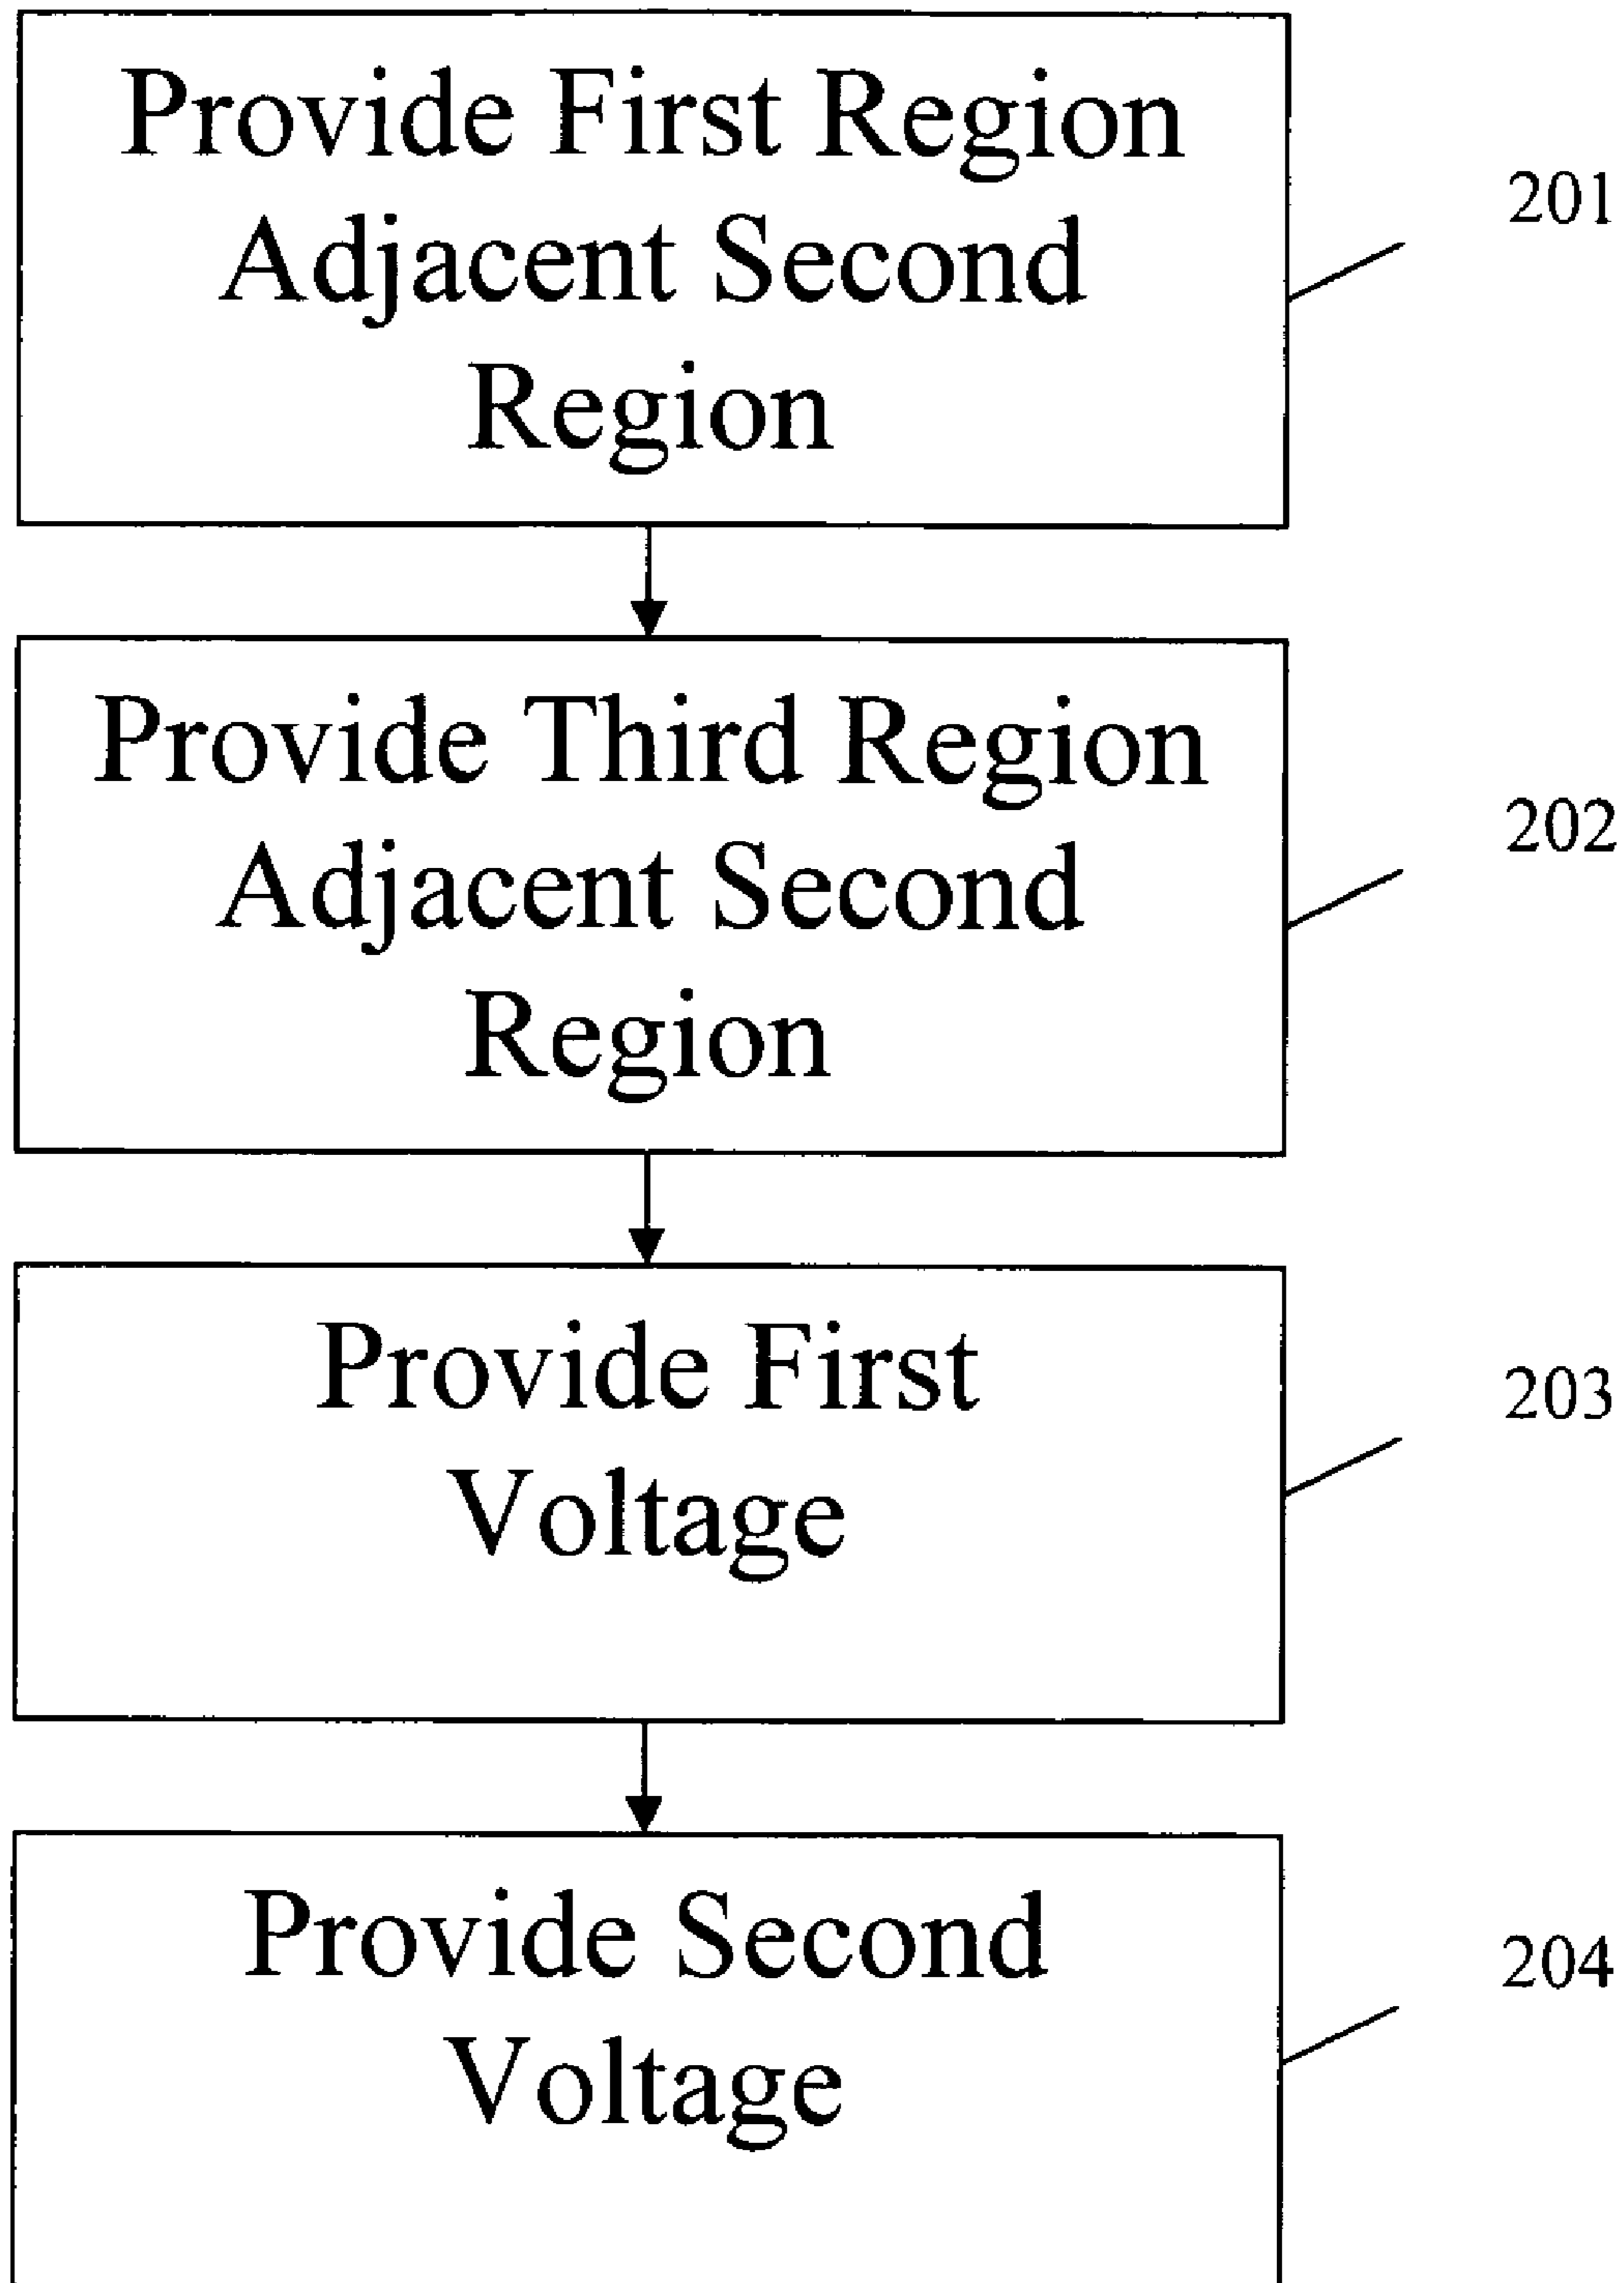 Provide First Region
Adjacent Second
Region
201
Provide Third Region
Adjacent Second
Region
202
Provide First
Voltage
203
Provide Second
Voltage
204